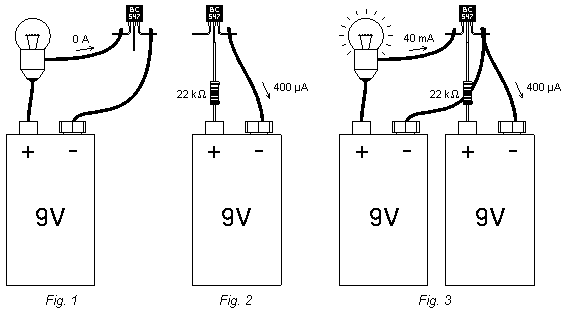 BC
547
0 A
+
-
9V
Fig. 1
BC
547
22 kΩ
400 µA
+
-
9V
Fig. 2
BC
547
40 mA
22 kΩ
400 µA
+
-
+
-
9V
9V
Fig. 3